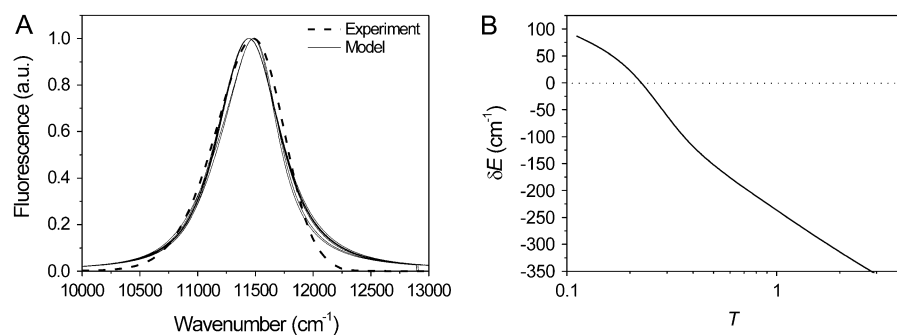 A
Experiment
Model
1.0
0.8
0.6
0.4
0.2
0.0
Fluorescence (a.u.)
10000 10500 11000 11500 12000 12500 13000
Wavenumber (cm⁻¹)
B
100
50
0
-50
-100
-150
-200
-250
-300
-350
δE (cm⁻¹)
0.1 1
T